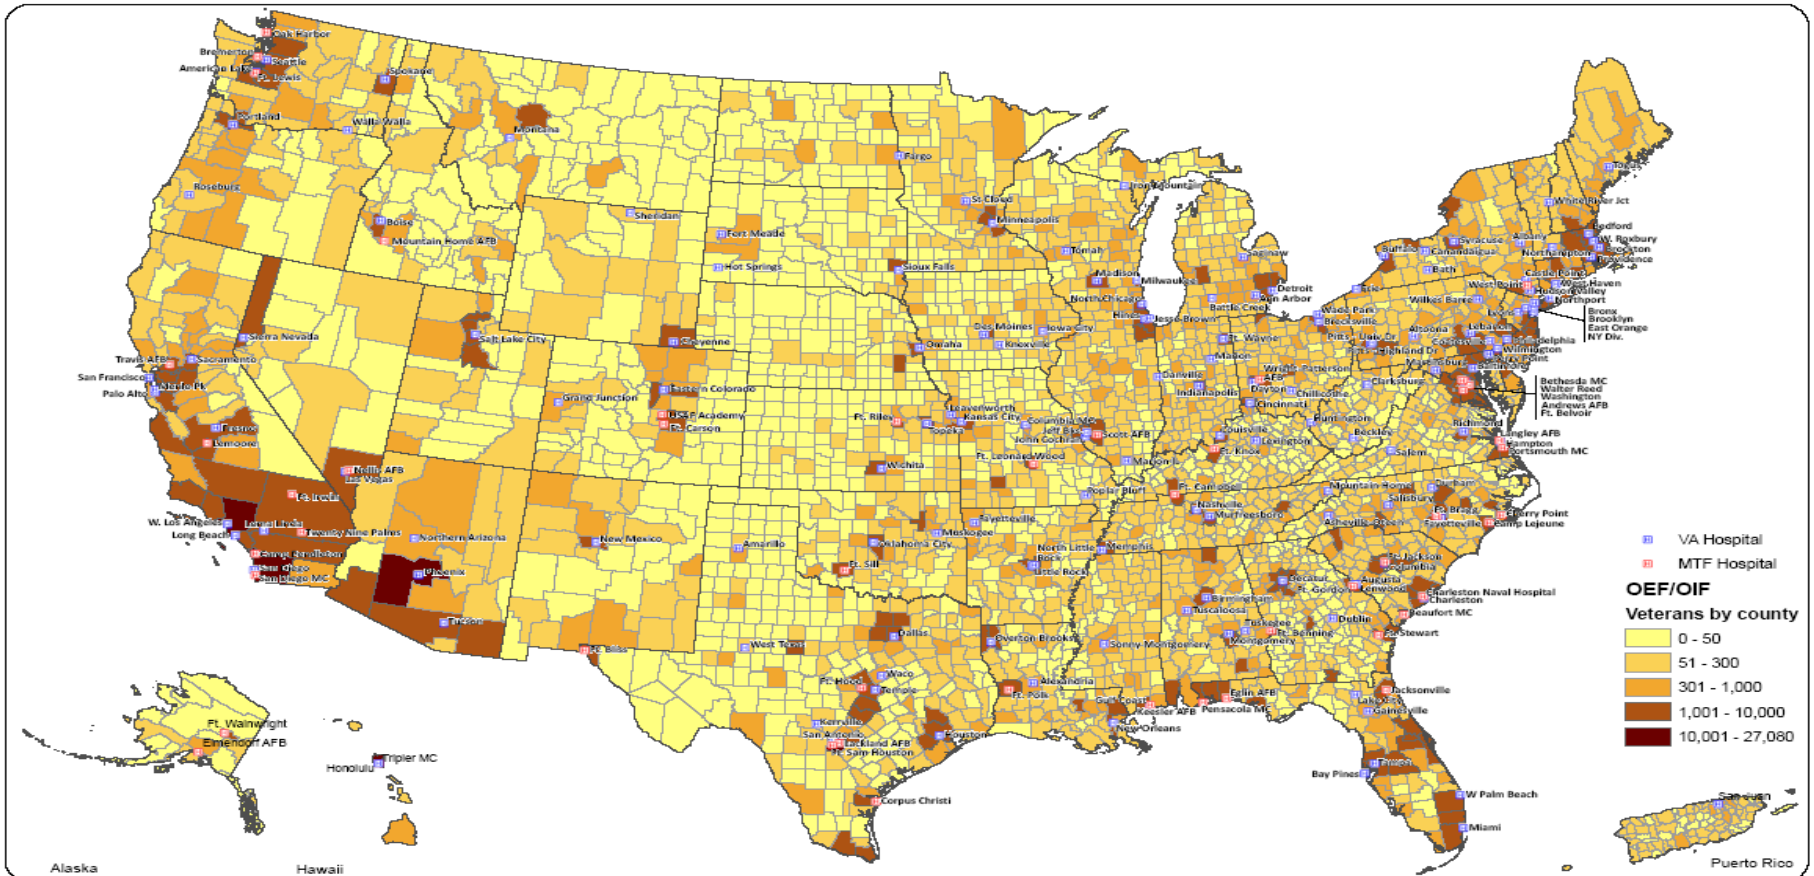 Oak Harbor
Bremerton
Seattle
American Lake
Ft. Lewis
Spokane
Portland
Walla Walla
Montana
Fargo
Iron Mountain
Togus
Roseburg
Boise
Mountain Home AFB
Sheridan
Fort Meade
Hot Springs
St Cloud
Minneapolis
Tomah
Sioux Falls
Madison
Milwaukee
North Chicago
Hines
Jesse Brown
Saginaw
Detroit
Ann Arbor
Battle Creek
White River Jct
Bedford
W. Roxbury
Brockton
Providence
Northampton
Albany
Syracuse
Buffalo
Canandaigua
Bath
Castle Point
West Haven
West Point
Hudson Valley
Northport
Wilkes Barre
Lyons
Erie
Bronx
Brooklyn
East Orange
NY Div.
Sierra Nevada
Salt Lake City
Cheyenne
Omaha
Des Moines
Iowa City
Knoxville
Wade Park
Brecksville
Ft. Wayne
Marion
Altoona
Lebanon
Pitts Univ Dr
Pitts Highland Dr
Philadelphia
Wilmington
Perry Point
Baltimore
Travis AFB
Sacramento
San Francisco
Menlo Pk
Palo Alto
Fresno
Lemoore
Grand Junction
Eastern Colorado
USAF Academy
Ft. Carson
Ft. Riley
Leavenworth
Kansas City
Topeka
Columbia MO
Jeff Bks
John Cochran
Scott AFB
Danville
Indianapolis
Wright Patterson
AFB
Dayton
Cincinnati
Chillicothe
Clarksburg
Huntington
Beckley
Bethesda MC
Walter Reed
Washington
Andrews AFB
Ft. Belvoir
Richmond
Langley AFB
Hampton
Portsmouth MC
Salem
Louisville
Lexington
Ft. Knox
Ft. Leonard Wood
Marion IL
Wichita
Nellis AFB
Las Vegas
Ft. Irwin
W. Los Angeles
Loma Linda
Long Beach
Twenty Nine Palms
Camp Pendleton
San Diego
San Diego MC
Northern Arizona
Phoenix
Tucson
New Mexico
Amarillo
Ft. Sill
Oklahoma City
Muskogee
Fayetteville
Poplar Bluff
Ft. Campbell
Nashville
Murfreesboro
Mountain Home
Durham
Salisbury
Asheville-Oteen
Ft. Bragg
Fayetteville
Cherry Point
Camp Lejeune
North Little
Rock
Little Rock
Memphis
Ft. Jackson
Columbia
Augusta
Ft. Gordon
Decatur
Birmingham
Tuscaloosa
Charleston Naval Hospital
Charleston
Beaufort MC
Ft. Stewart
Dublin
Tuskegee
Montgomery
Ft. Benning
Ft. Bliss
West Texas
Dallas
Overton Brooks
Sonny Montgomery
Waco
Ft. Hood
Temple
Alexandria
Ft. Polk
Gulf Coast
Keesler AFB
Pensacola MC
Eglin AFB
New Orleans
Jacksonville
Lake City
Gainesville
Kerrville
San Antonio
Lackland AFB
Ft. Sam Houston
Houston
Corpus Christi
Tampa
Bay Pines
W Palm Beach
Miami
San Juan
Ft. Wainwright
Elmendorf AFB
Tripler MC
Honolulu
VA Hospital
MTF Hospital
OEF/OIF
Veterans by county
0 - 50
51 - 300
301 - 1,000
1,001 - 10,000
10,001 - 27,080
Alaska
Hawaii
Puerto Rico